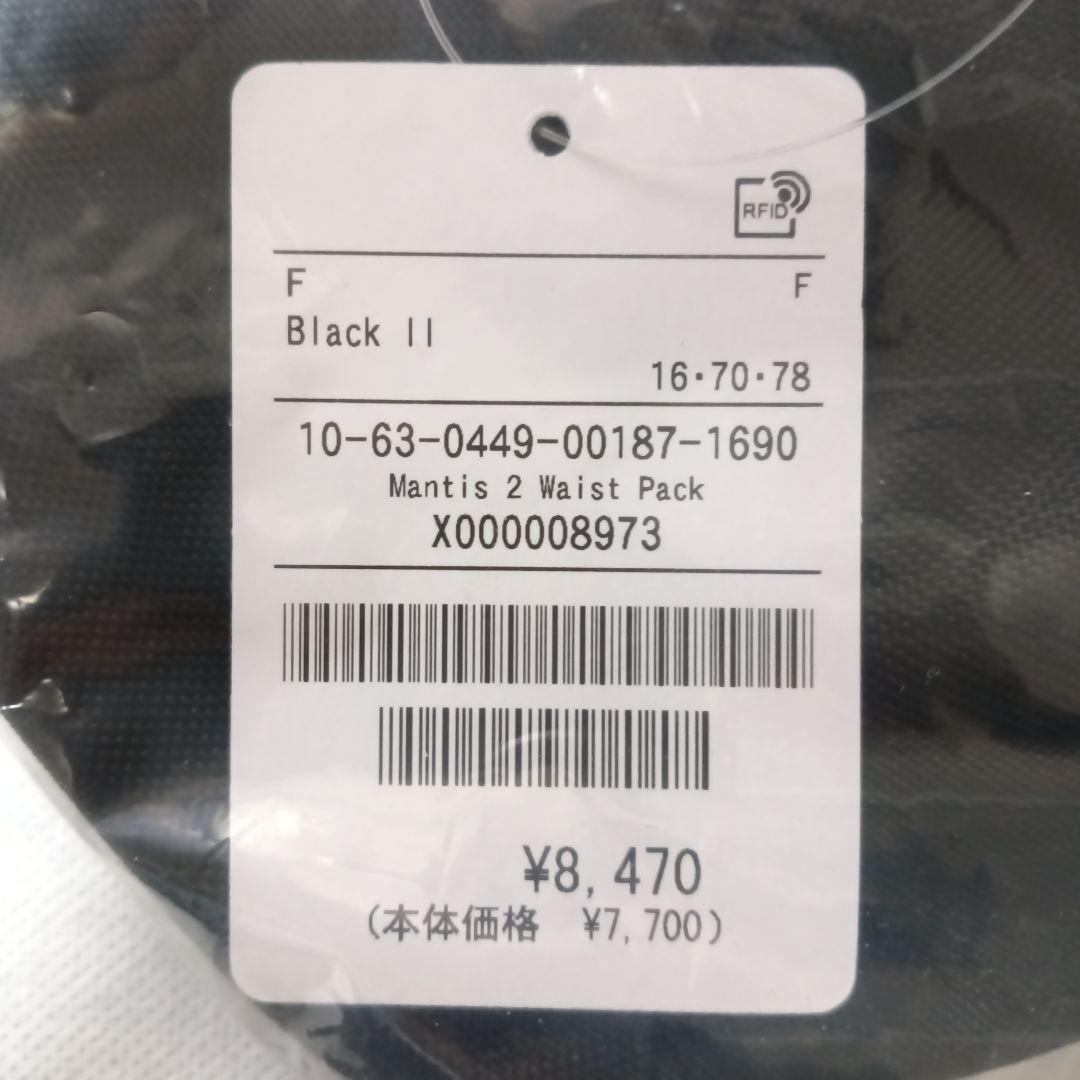 RFID
F F
Black II
16・70・78
10-63-0449-00187-1690
Mantis 2 Waist Pack
X000008973
¥8,470
(本体価格 ¥7,700)